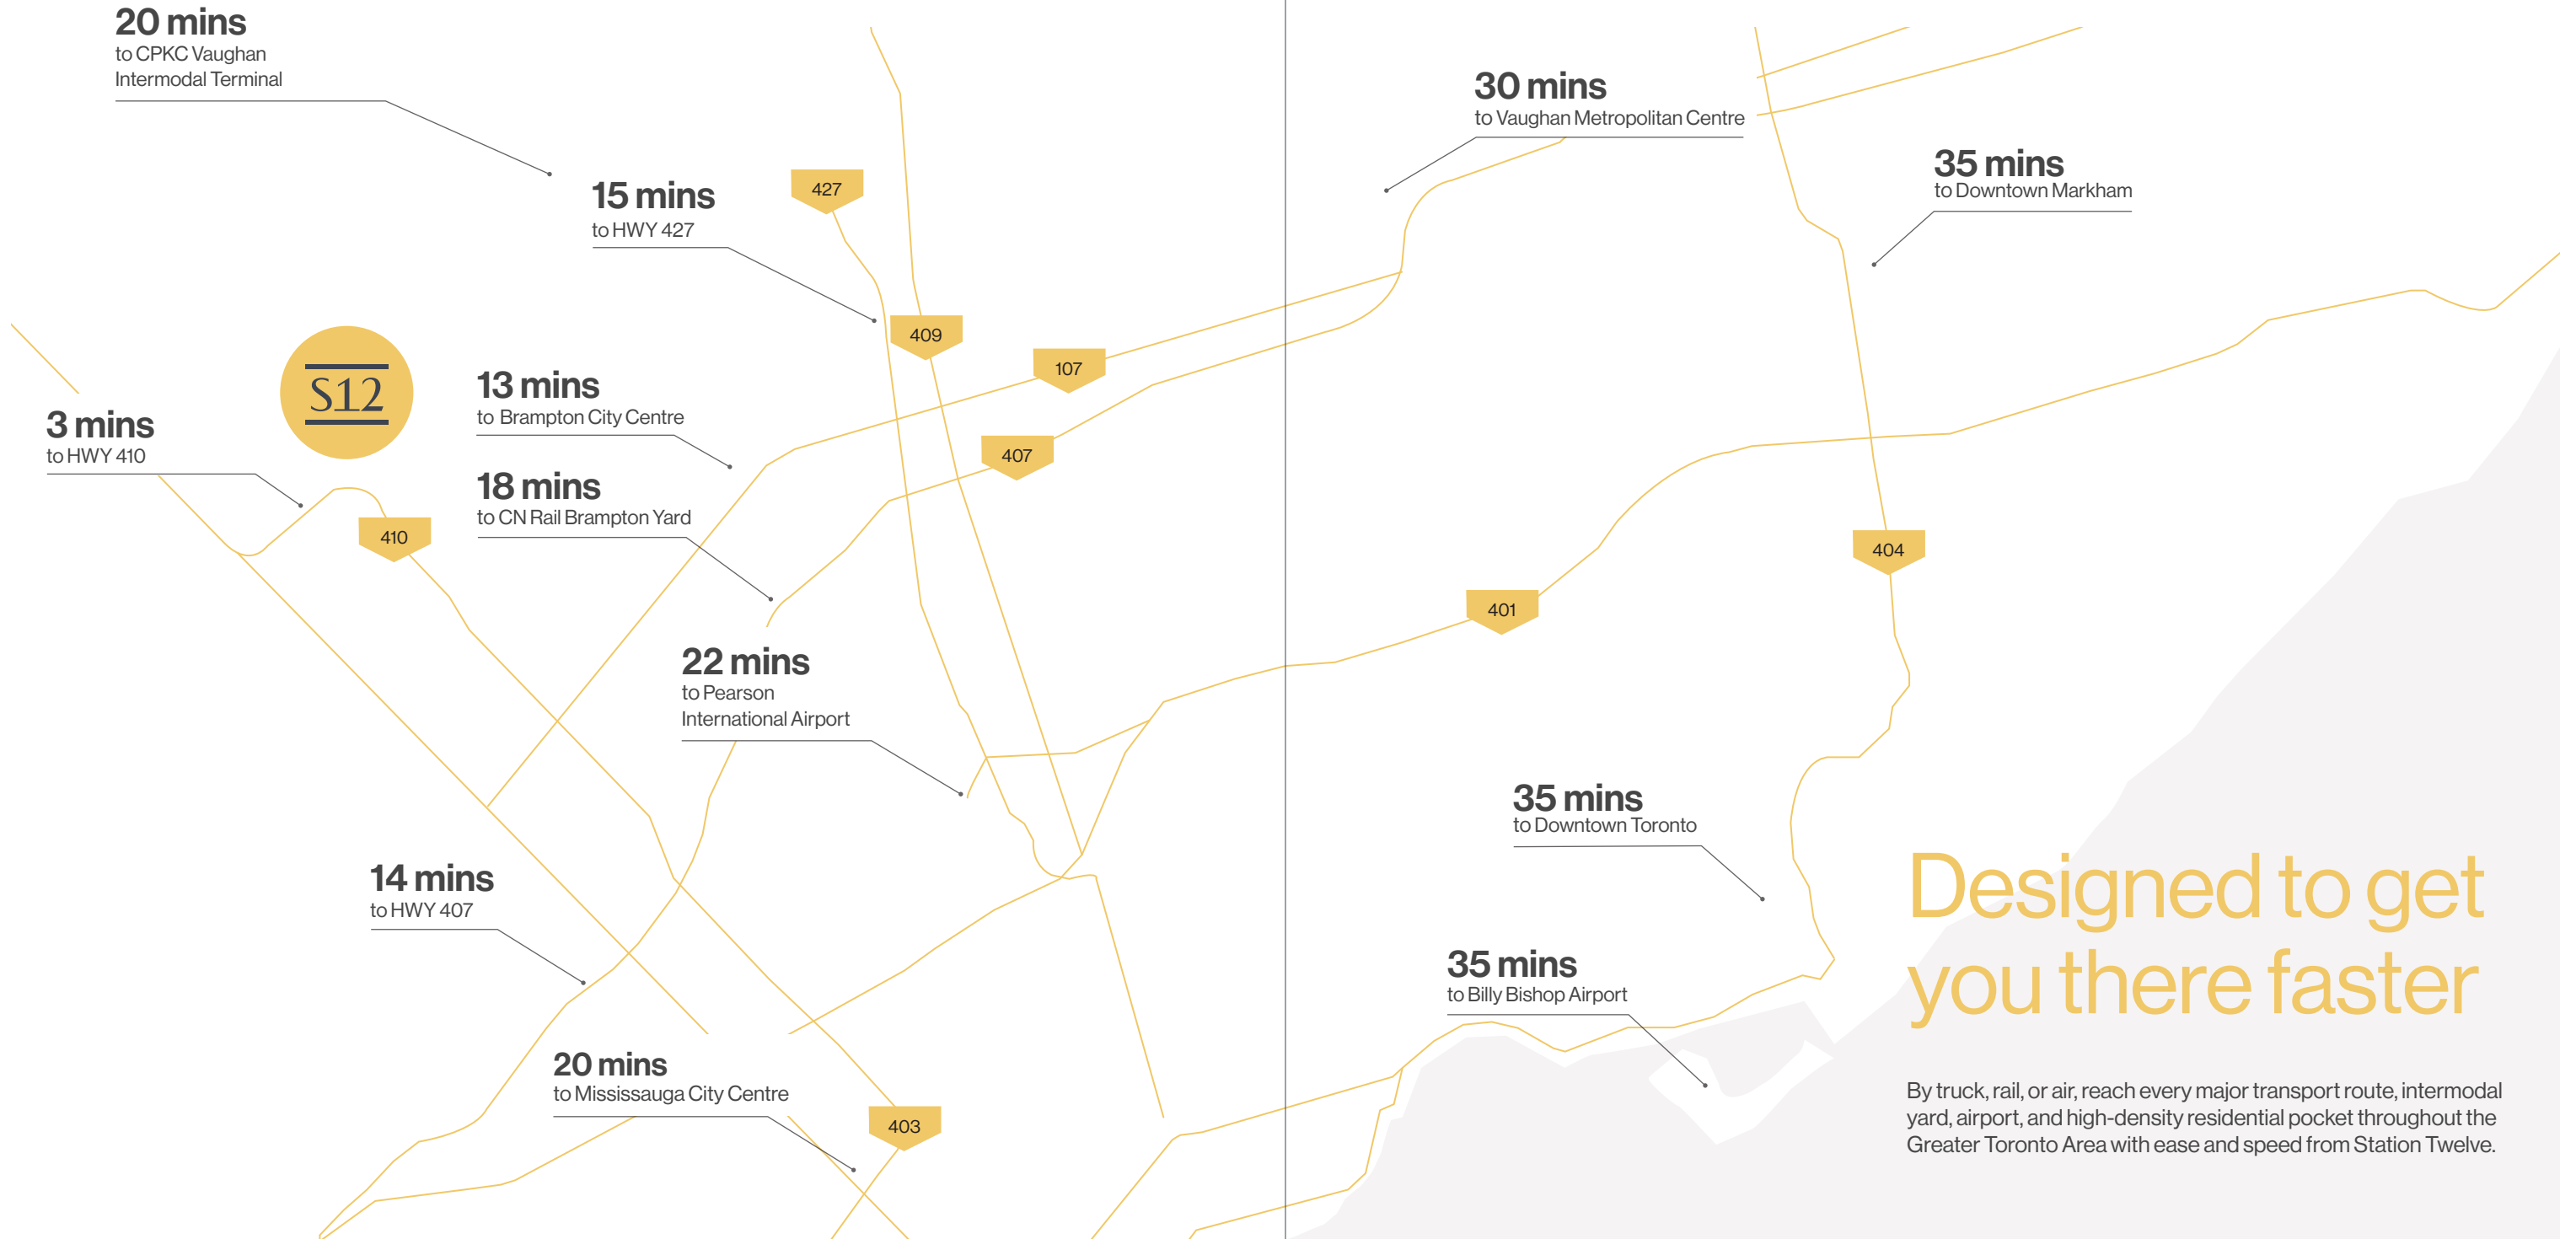 20 mins
to CPKC Vaughan
Intermodal Terminal
30 mins
to Vaughan Metropolitan Centre
35 mins
to Downtown Markham
15 mins
to HWY 427
427
409
107
S12
13 mins
to Brampton City Centre
3 mins
to HWY 410
407
18 mins
to CN Rail Brampton Yard
410
404
401
22 mins
to Pearson
International Airport
35 mins
to Downtown Toronto
14 mins
to HWY 407
35 mins
to Billy Bishop Airport
20 mins
to Mississauga City Centre
403
Designed to get
you there faster
By truck, rail, or air, reach every major transport route, intermodal
yard, airport, and high-density residential pocket throughout the
Greater Toronto Area with ease and speed from Station Twelve.